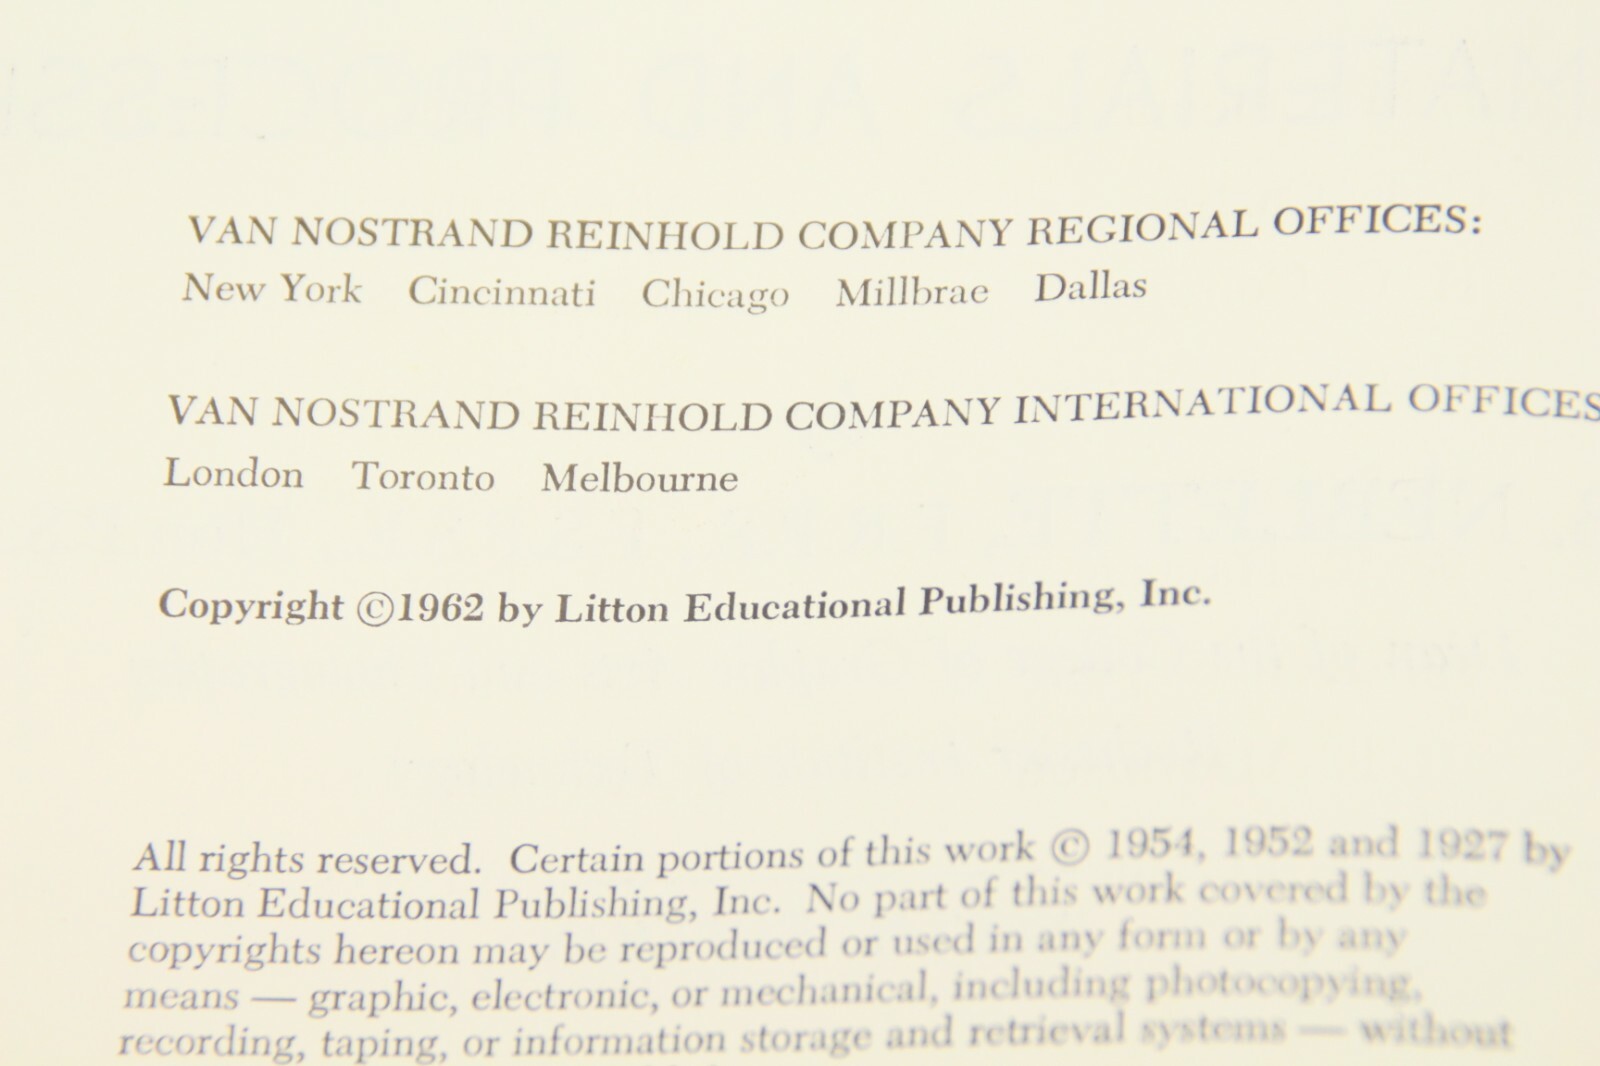 VAN NOSTRAND REINHOLD COMPANY REGIONAL OFFICES:
New York Cincinnati Chicago Millbrae Dallas
VAN NOSTRAND REINHOLD COMPANY INTERNATIONAL OFFICES
London Toronto Melbourne
Copyright ©1962 by Litton Educational Publishing, Inc.
All rights reserved. Certain portions of this work © 1954, 1952 and 1927 by
Litton Educational Publishing, Inc. No part of this work covered by the
copyrights hereon may be reproduced or used in any form or by any
means — graphic, electronic, or mechanical, including photocopying,
recording, taping, or information storage and retrieval systems — without